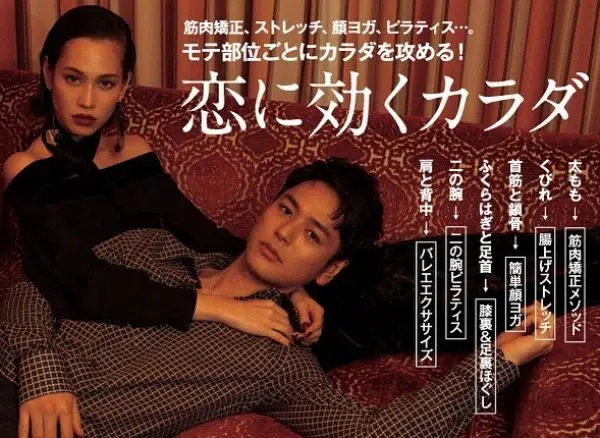 筋肉矯正、ストレッチ、顔ヨガ、ピラティス…。
モテ部位ごとにカラダを攻める！
恋に効くカラダ
太もも→筋肉矯正メソッド
くびれ→腸上げストレッチ
首筋と鎖骨→簡単顔ヨガ
ふくらはぎと足首→膝裏&足裏ほぐし
二の腕→二の腕ピラティス
肩と背中→バレエエクササイズ